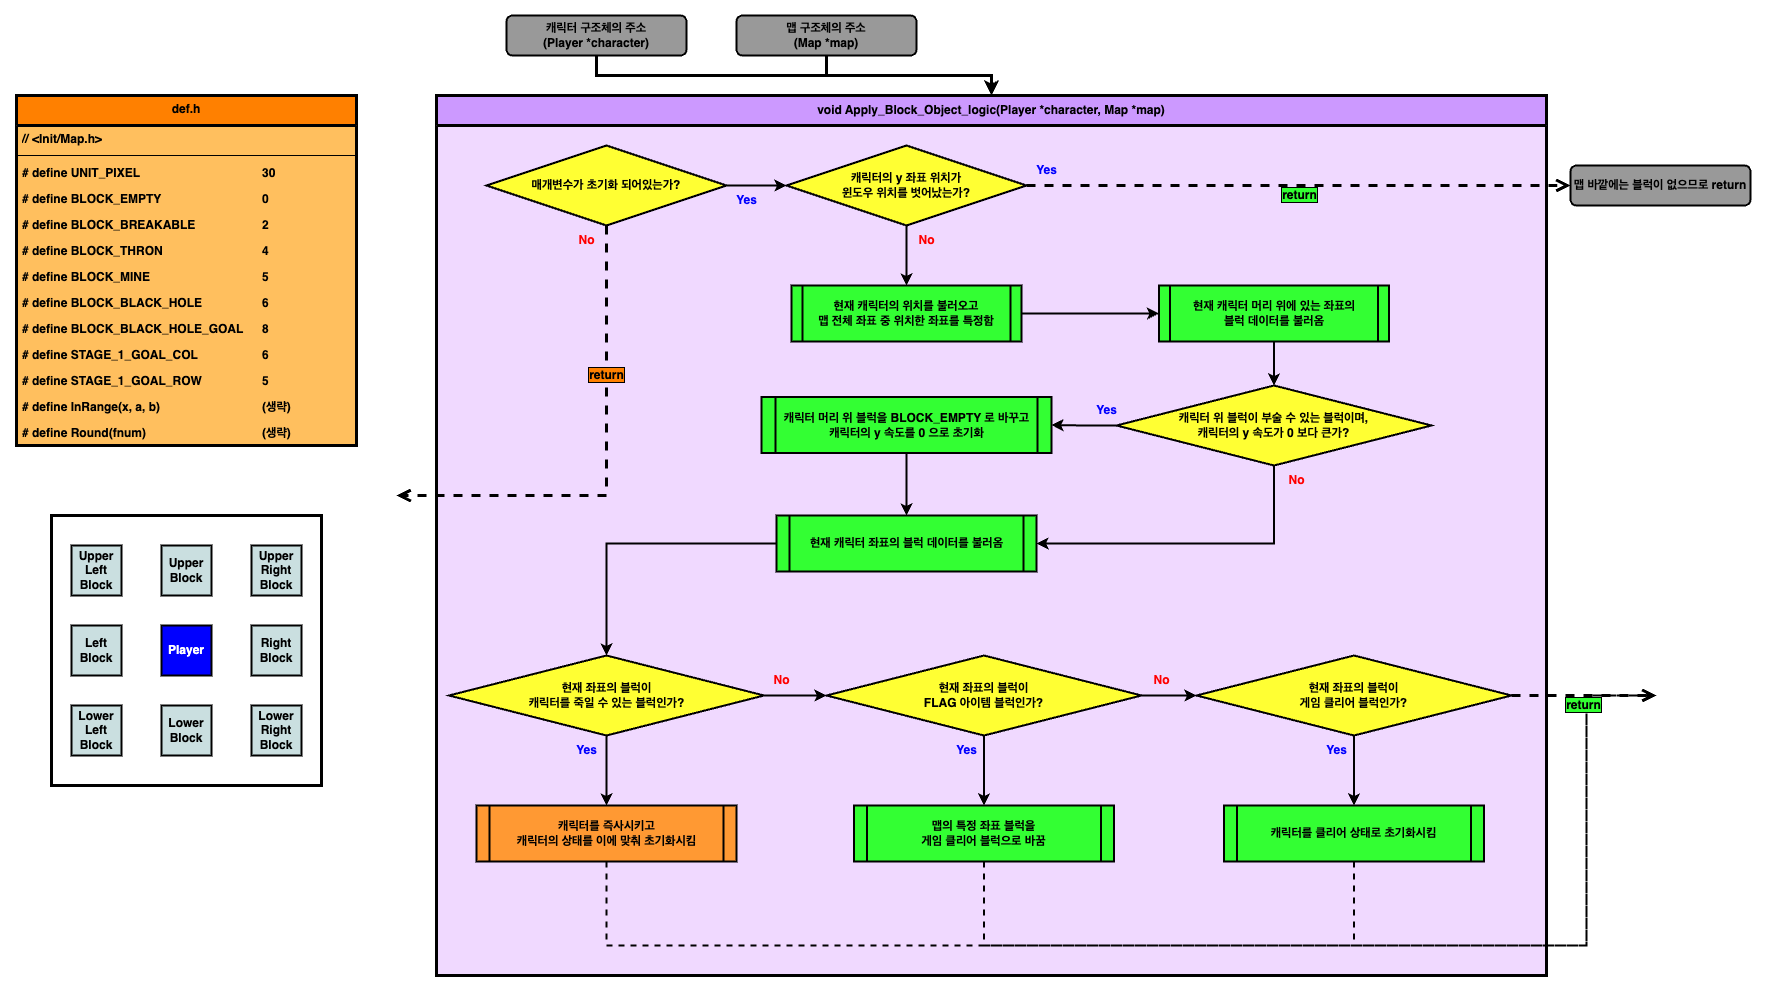 캐릭터 구조체의 주소
(Player *character)
맵 구조체의 주소
(Map *map)
def.h
// <Init/Map.h>
# define UNIT_PIXEL 30
# define BLOCK_EMPTY 0
# define BLOCK_BREAKABLE 2
# define BLOCK_THRON 4
# define BLOCK_MINE 5
# define BLOCK_BLACK_HOLE 6
# define BLOCK_BLACK_HOLE_GOAL 8
# define STAGE_1_GOAL_COL 6
# define STAGE_1_GOAL_ROW 5
# define InRange(x, a, b) (생략)
# define Round(fnum) (생략)
Upper
Left
Block
Upper
Block
Upper
Right
Block
Left
Block
Player
Right
Block
Lower
Left
Block
Lower
Block
Lower
Right
Block
void Apply_Block_Object_logic(Player *character, Map *map)
매개변수가 초기화 되어있는가?
Yes
No
return
캐릭터의 y 좌표 위치가
윈도우 위치를 벗어났는가?
Yes
return
맵 바깥에는 블럭이 없으므로 return
No
현재 캐릭터의 위치를 불러오고
맵 전체 좌표 중 위치한 좌표를 특정함
현재 캐릭터 머리 위에 있는 좌표의
블럭 데이터를 불러옴
캐릭터 위 블럭이 부술 수 있는 블럭이며,
캐릭터의 y 속도가 0 보다 큰가?
Yes
No
캐릭터 머리 위 블럭을 BLOCK_EMPTY 로 바꾸고
캐릭터의 y 속도를 0 으로 초기화
현재 캐릭터 좌표의 블럭 데이터를 불러옴
현재 좌표의 블럭이
캐릭터를 죽일 수 있는 블럭인가?
No
Yes
현재 좌표의 블럭이
FLAG 아이템 블럭인가?
No
Yes
현재 좌표의 블럭이
게임 클리어 블럭인가?
return
Yes
캐릭터를 즉사시키고
캐릭터의 상태를 이에 맞춰 초기화시킴
맵의 특정 좌표 블럭을
게임 클리어 블럭으로 바꿈
캐릭터를 클리어 상태로 초기화시킴